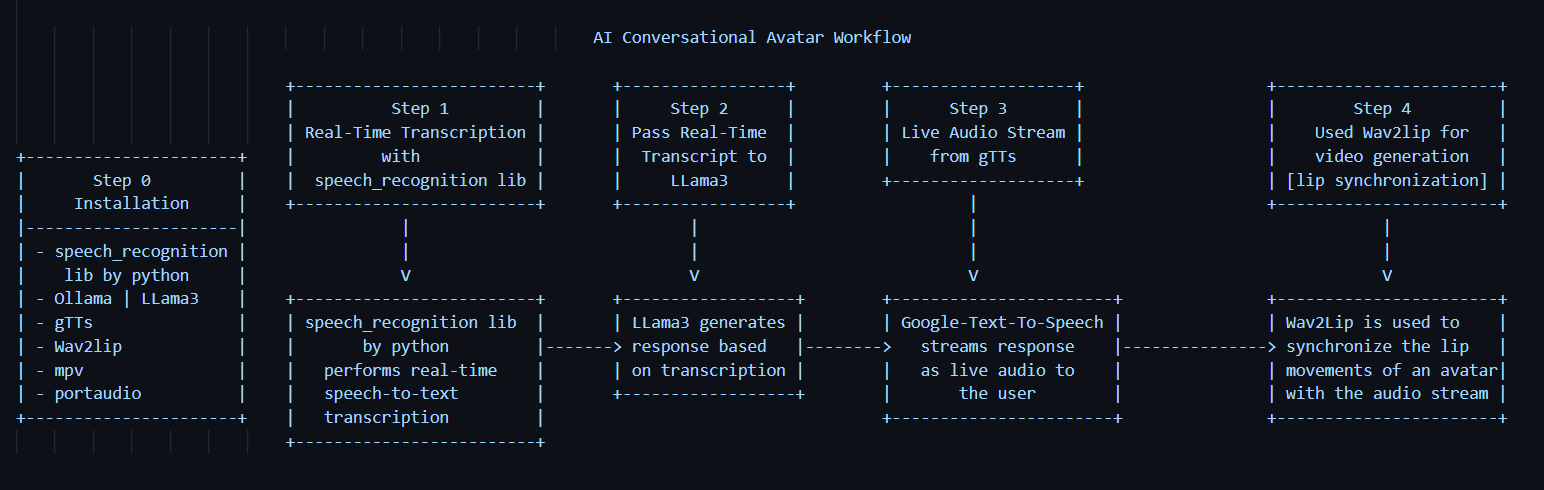 AI Conversational Avatar Workflow
Step 0
Installation
- speech_recognition
lib by python
- Ollama | LLama3
- gTTs
- Wav2lip
- mpv
- portaudio
Step 1
Real-Time Transcription
with
speech_recognition lib
speech_recognition lib
by python
performs real-time
speech-to-text
transcription
Step 2
Pass Real-Time
Transcript to
LLama3
LLama3 generates
response based
on transcription
Step 3
Live Audio Stream
from gTTs
Google-Text-To-Speech
streams response
as live audio to
the user
Step 4
Used Wav2lip for
video generation
[lip synchronization]
Wav2Lip is used to
synchronize the lip
movements of an avatar
with the audio stream